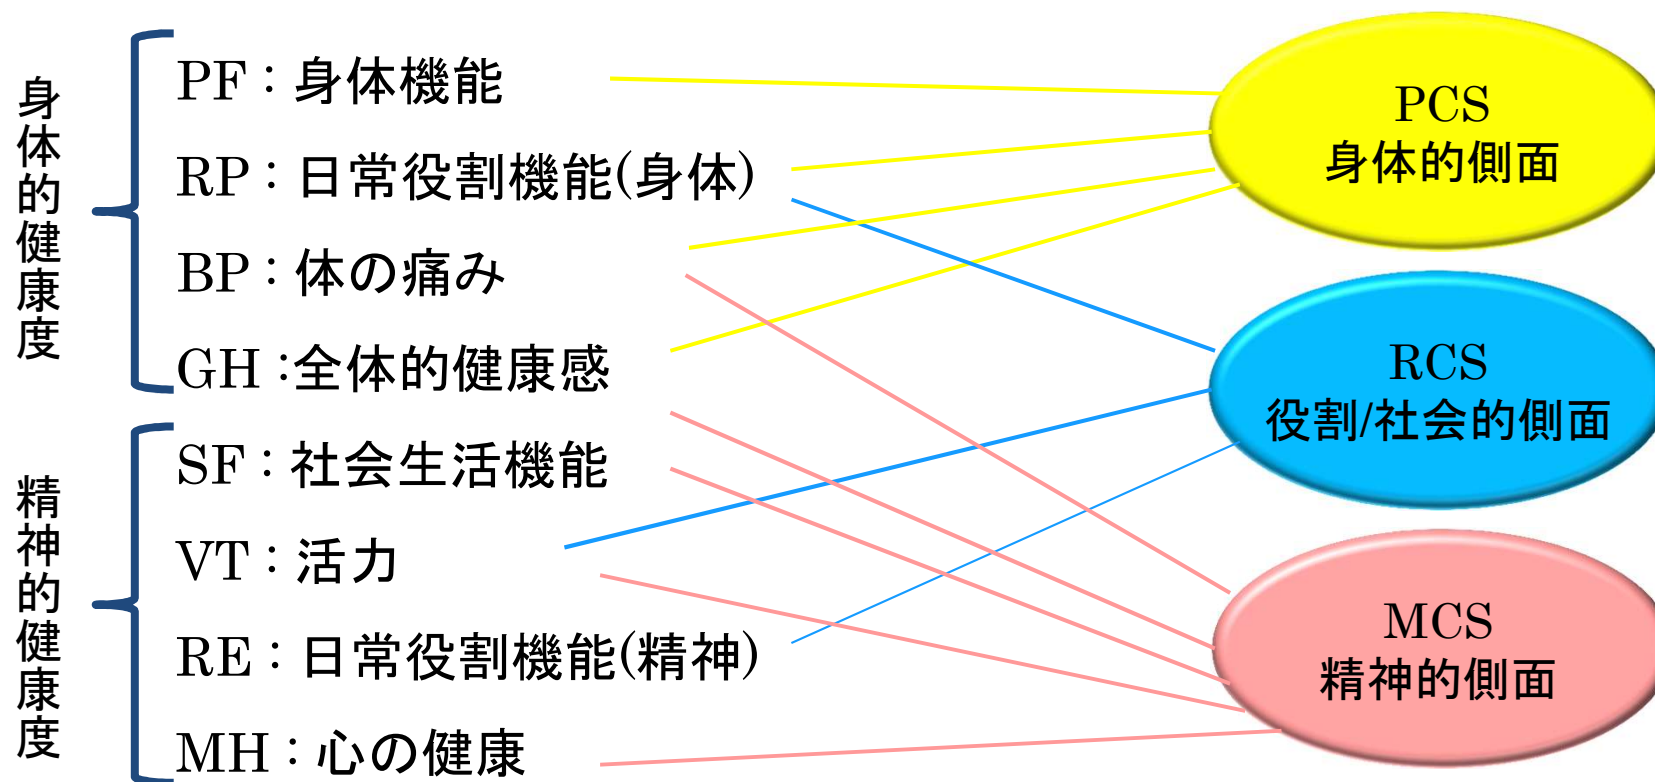 身体的健康度
PF：身体機能
RP：日常役割機能(身体)
BP：体の痛み
GH：全体的健康感
精神的健康度
SF：社会生活機能
VT：活力
RE：日常役割機能(精神)
MH：心の健康
PCS
身体的側面
RCS
役割/社会的側面
MCS
精神的側面